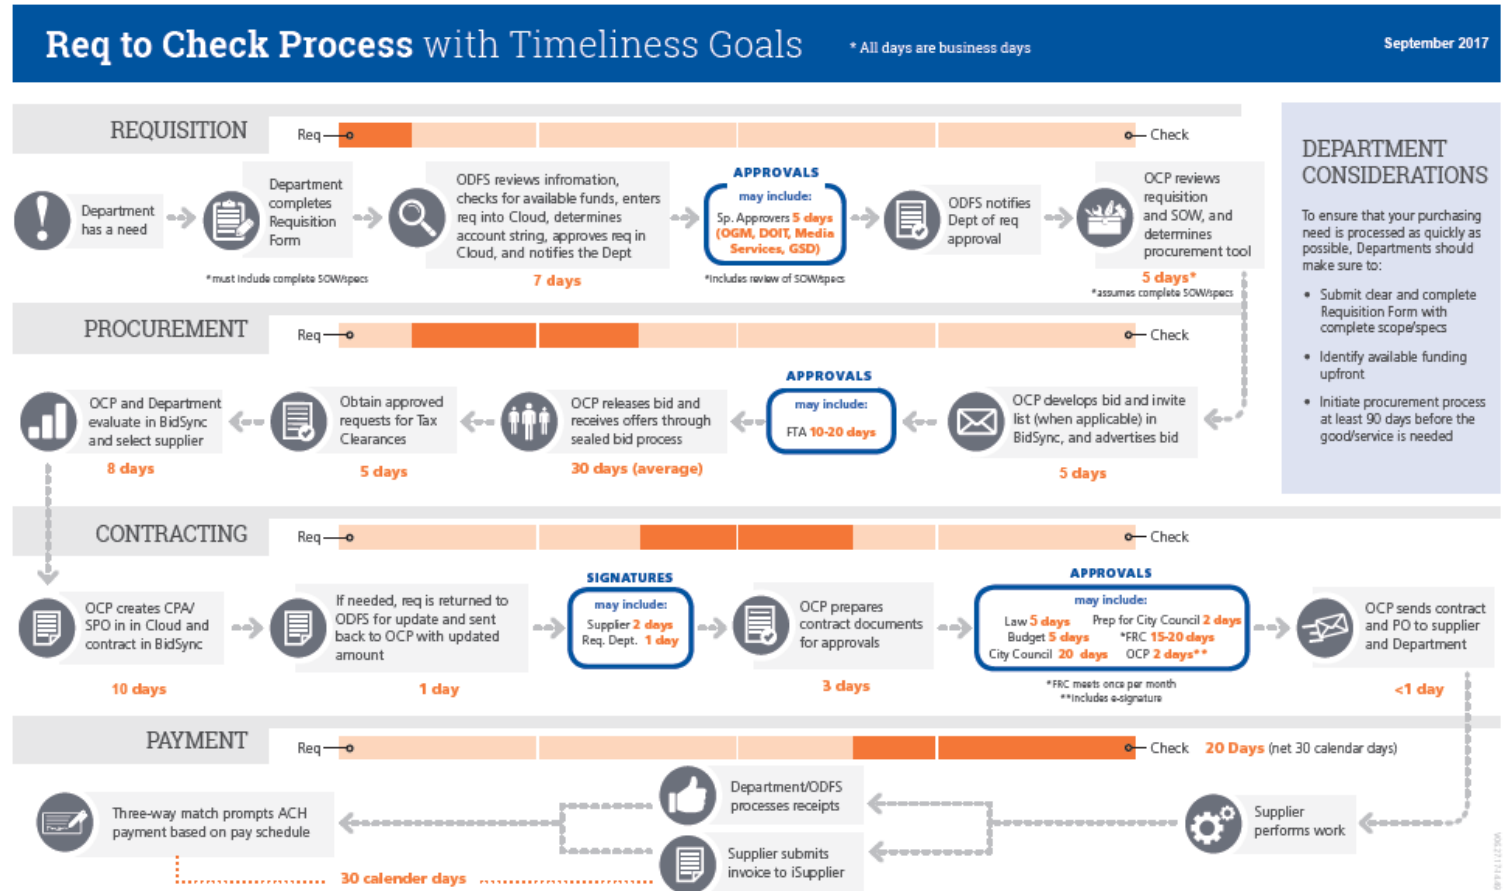 Req to Check Process with Timeliness Goals
* All days are business days
September 2017
REQUISITION
Req
Check
Department
has a need
Department
completes
Requisition
Form
*must include complete SOW/specs
ODFS reviews infromation,
checks for available funds, enters
req into Cloud, determines
account string, approves req in
Cloud, and notifies the Dept
7 days
APPROVALS
may include:
Sp. Approvers 5 days
(OGM, DOIT, Media
Services, GSD)
*includes review of SOW/specs
ODFS notifies
Dept of req
approval
OCP reviews
requisition
and SOW, and
determines
procurement tool
5 days*
*assumes complete SOW/specs
DEPARTMENT
CONSIDERATIONS
To ensure that your purchasing
need is processed as quickly as
possible, Departments should
make sure to:
• Submit clear and complete
Requisition Form with
complete scope/specs
• Identify available funding
upfront
• Initiate procurement process
at least 90 days before the
good/service is needed
PROCUREMENT
Req
Check
OCP and Department
evaluate in BidSync
and select supplier
8 days
Obtain approved
requests for Tax
Clearances
5 days
OCP releases bid and
receives offers through
sealed bid process
30 days (average)
APPROVALS
may include:
FTA 10-20 days
OCP develops bid and invite
list (when applicable) in
BidSync, and advertises bid
5 days
CONTRACTING
Req
Check
OCP creates CPA/
SPO in in Cloud and
contract in BidSync
10 days
If needed, req is returned to
ODFS for update and sent
back to OCP with updated
amount
1 day
SIGNATURES
may include:
Supplier 2 days
Req. Dept. 1 day
OCP prepares
contract documents
for approvals
3 days
APPROVALS
may include:
Law 5 days Prep for City Council 2 days
Budget 5 days *FRC 15-20 days
City Council 20 days OCP 2 days**
*FRC meets once per month
**includes e-signature
OCP sends contract
and PO to supplier
and Department
<1 day
PAYMENT
Req
Check 20 Days (net 30 calendar days)
Three-way match prompts ACH
payment based on pay schedule
Department/ODFS
processes receipts
Supplier submits
invoice to iSupplier
Supplier
performs work
30 calender days